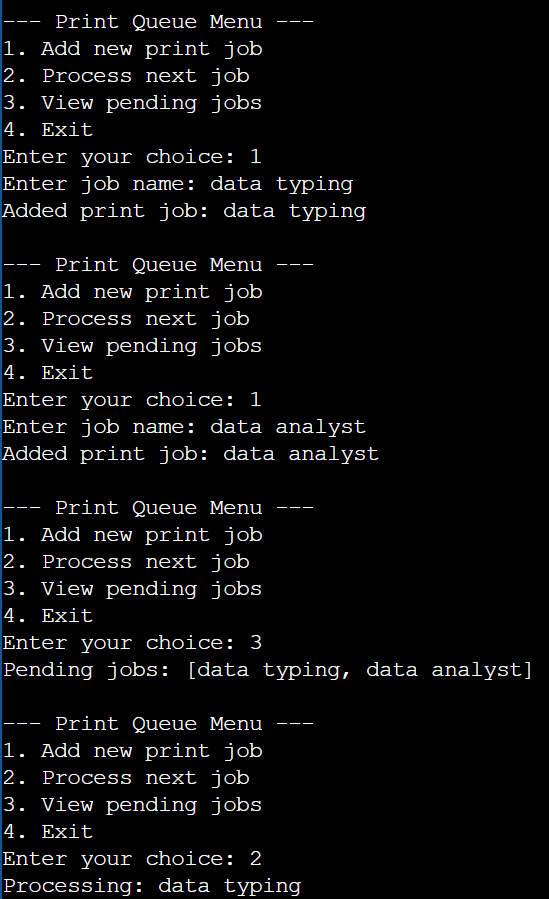 --- Print Queue Menu ---
1. Add new print job
2. Process next job
3. View pending jobs
4. Exit
Enter your choice: 1
Enter job name: data typing
Added print job: data typing

--- Print Queue Menu ---
1. Add new print job
2. Process next job
3. View pending jobs
4. Exit
Enter your choice: 1
Enter job name: data analyst
Added print job: data analyst

--- Print Queue Menu ---
1. Add new print job
2. Process next job
3. View pending jobs
4. Exit
Enter your choice: 3
Pending jobs: [data typing, data analyst]

--- Print Queue Menu ---
1. Add new print job
2. Process next job
3. View pending jobs
4. Exit
Enter your choice: 2
Processing: data typing